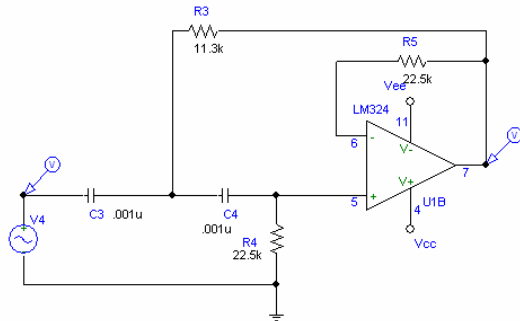 R3
11.3k
R5
22.5k
Vee
LM324
11
6
-
V-
V
7
V
5
+
V+
U1B
4
Vcc
V4
+
C3
.001u
C4
.001u
R4
22.5k